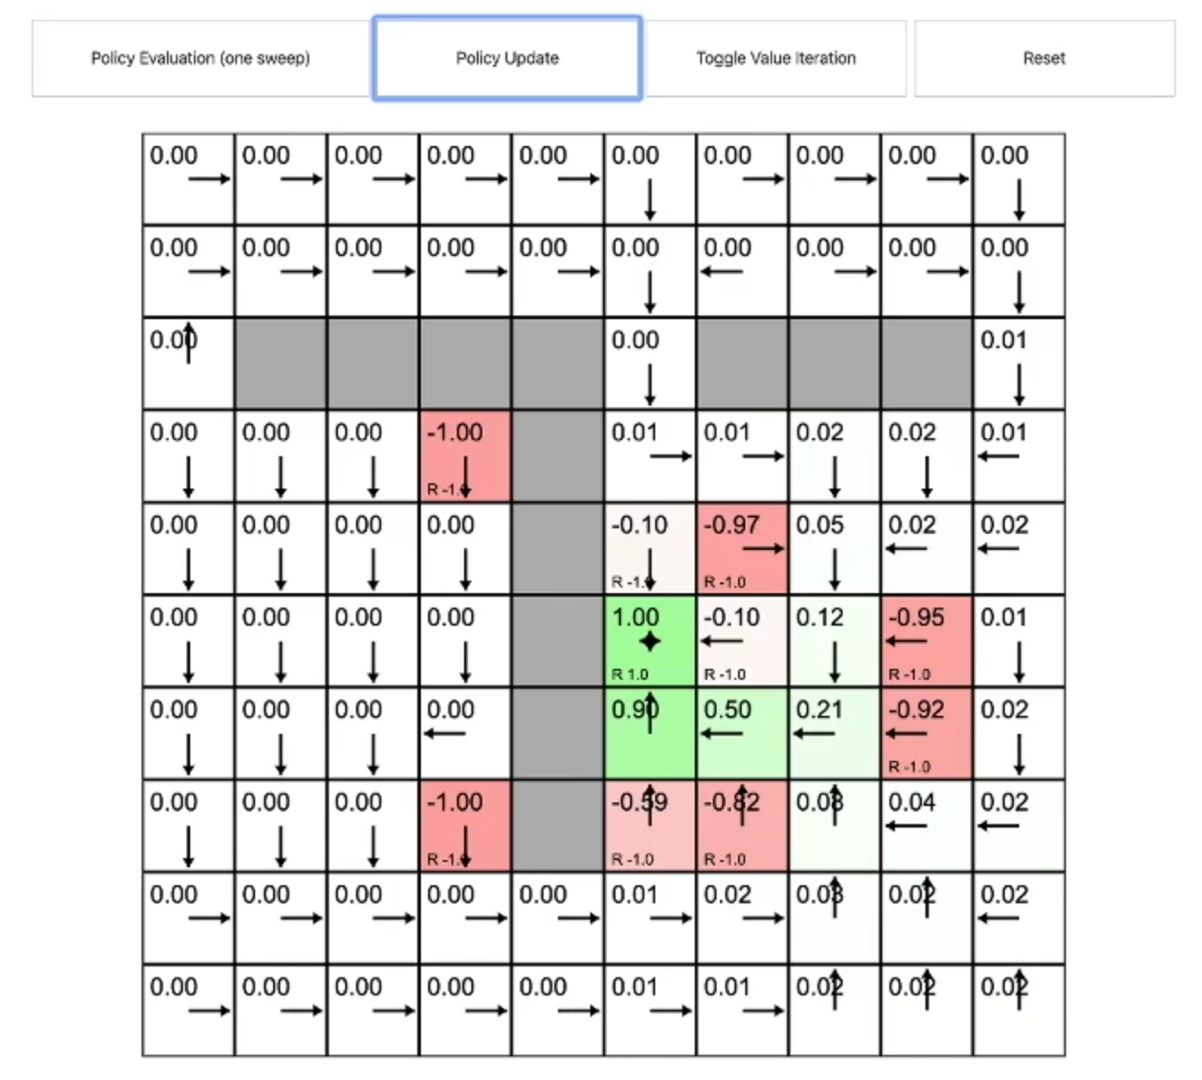 Policy Evaluation (one sweep) Policy Update Toggle Value Iteration Reset
0.00 0.00 0.00 0.00 0.00 0.00 0.00 0.00 0.00 0.00
0.00 0.00 0.00 0.00 0.00 0.00 0.00 0.00 0.00 0.00
0.00 0.00 0.01
0.00 0.00 0.00 -1.00 0.01 0.01 0.02 0.02 0.01
R -1.0
0.00 0.00 0.00 0.00 -0.10 -0.97 0.05 0.02 0.02
R -1.0 R -1.0
0.00 0.00 0.00 0.00 1.00 -0.10 0.12 -0.95 0.01
R 1.0 R -1.0 R -1.0
0.00 0.00 0.00 0.00 0.90 0.50 0.21 -0.92 0.02
R -1.0
0.00 0.00 0.00 -1.00 -0.59 -0.82 0.08 0.04 0.02
R -1.0 R -1.0 R -1.0
0.00 0.00 0.00 0.00 0.00 0.01 0.02 0.03 0.02 0.02
0.00 0.00 0.00 0.00 0.00 0.01 0.01 0.02 0.02 0.02